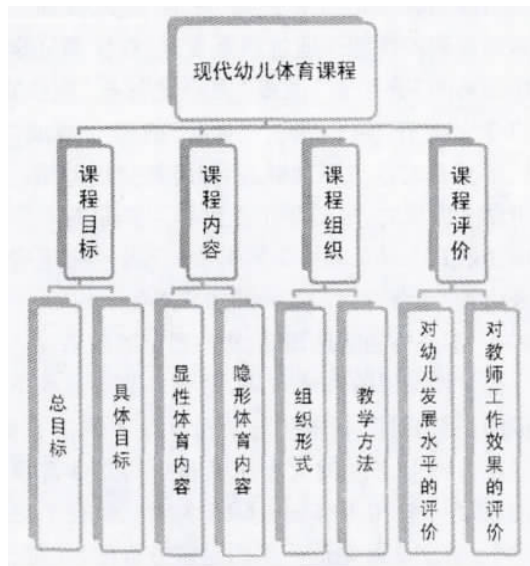 现代幼儿体育课程
课程目标
课程内容
课程组织
课程评价
总目标
具体目标
显性体育内容
隐形体育内容
组织形式
教学方法
对幼儿发展水平的评价
对教师工作效果的评价